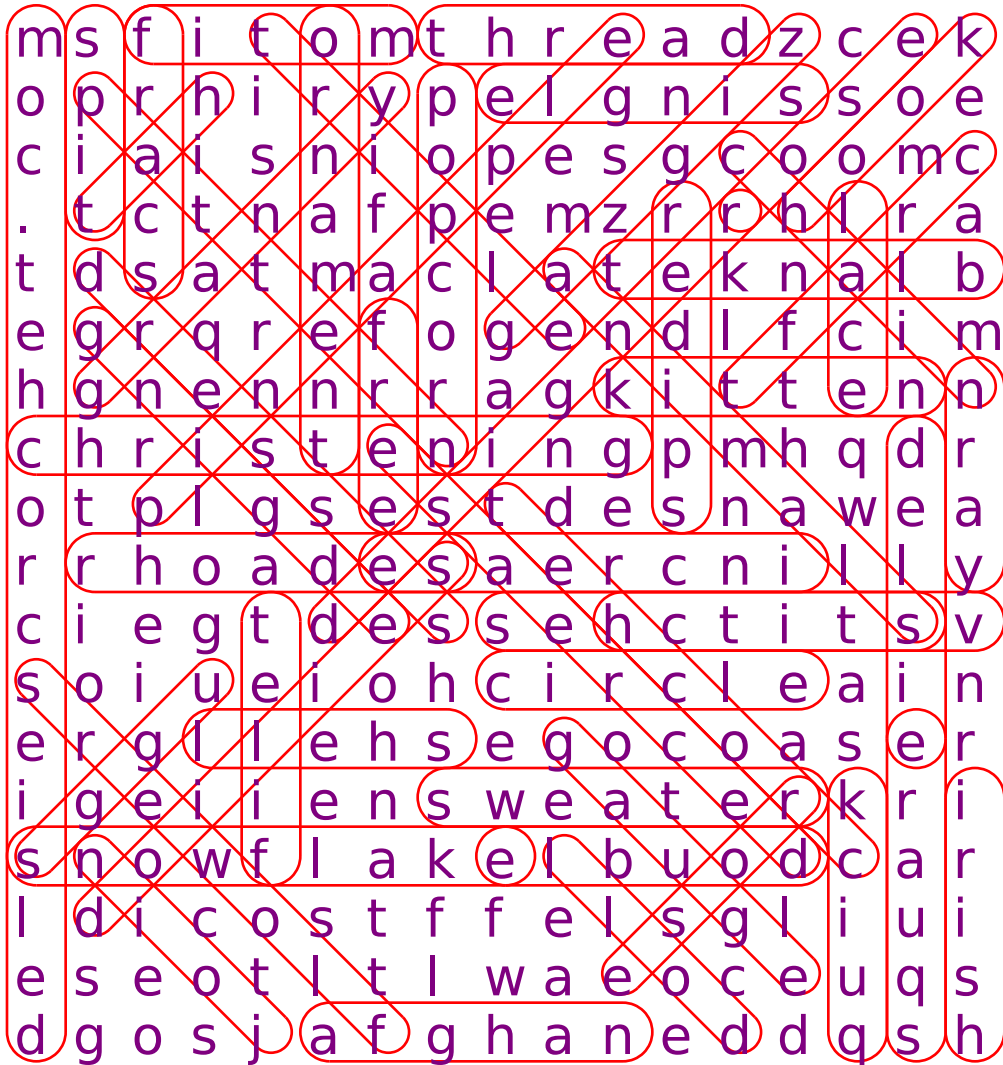 m s f i t o m t h r e a d z c e k
o p r h i r y p e l g n i s s o e
c i a i s n i o p e s g c o o m c
. t c t n a f p e m z r r h l r a
t d s a t m a c l a t e k n a l b
e g r q r e f o g e n d l f c i m
h g n e n n r r a g k i t t e n n
c h r i s t e n i n g p m h q d r
o t p l g s e s t d e s n a w e a
r r h o a d e s a e r c n i l l y
c i e g t d e s s e h c t i t s v
s o i u e i o h c i r c l e a i n
e r g l l e h s e g o c o a s e r
i g e i i e n s w e a t e r k r i
s n o w f l a k e l b u o d c a r
l d i c o s t f f e l s g l i u i
e s e o t l t l w a e o c e u q s
d g o s j a f g h a n e d d q s h